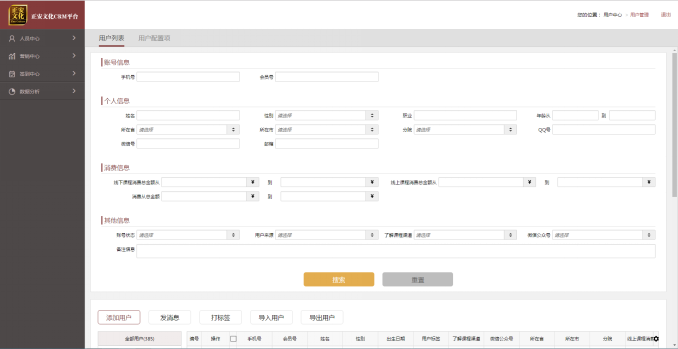 正安文化CRM平台
您的位置： 用户中心 > 用户管理 退出
人员中心
营销中心
数据分析
用户列表 用户配置项
账号信息
手机号 会员号
个人信息
姓名 性别 请选择 职业 年龄从 到
所在省 请选择 所在市 请选择 分院 请选择 QQ号
微信号 邮箱
消费信息
线下课程消费总金额从 ¥ 到 ¥ 线上课程消费总金额从 ¥ 到 ¥
消费从总金额 ¥ 到 ¥
其他信息
账号状态 请选择 用户来源 请选择 了解课程渠道 请选择 微信公众号 请选择
备注信息
搜索 重置
添加用户 发消息 打标签 导入用户 导出用户
全部用户(385) 编号 操作 手机号 会员号 姓名 性别 出生日期 用户标签 了解课程渠道 微信公众号 所在省 所在市 分院 线上课程消费